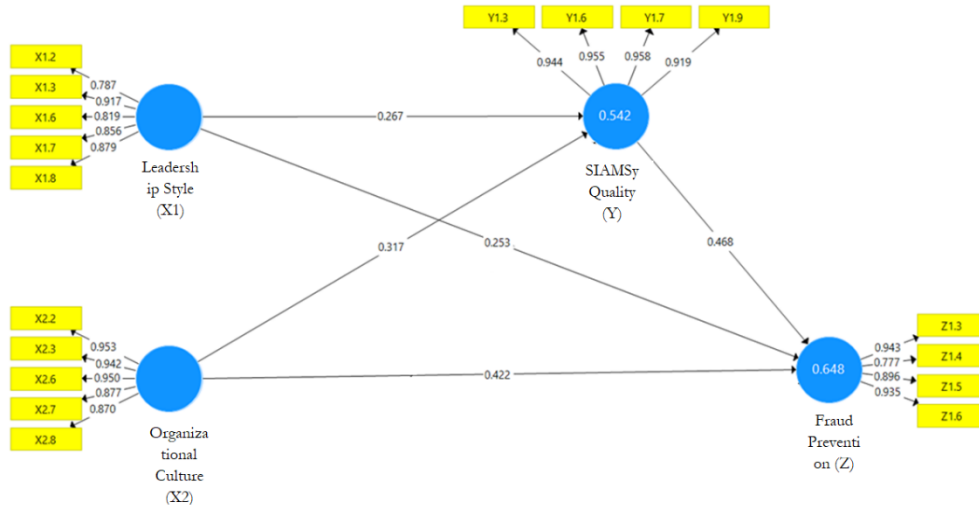 Y1.3
Y1.6
Y1.7
Y1.9
0.944
0.955
0.958
0.919
X1.2
X1.3
X1.6
X1.7
X1.8
0.787
0.917
0.819
0.856
0.879
Leadersh
ip Style
(X1)
0.267
0.542
SIAMSy
Quality
(Y)
0.317
0.253
0.468
X2.2
X2.3
X2.6
X2.7
X2.8
0.953
0.942
0.950
0.877
0.870
Organiza
tional
Culture
(X2)
0.422
0.648
Fraud
Preventi
on (Z)
0.943
0.777
0.896
0.935
Z1.3
Z1.4
Z1.5
Z1.6